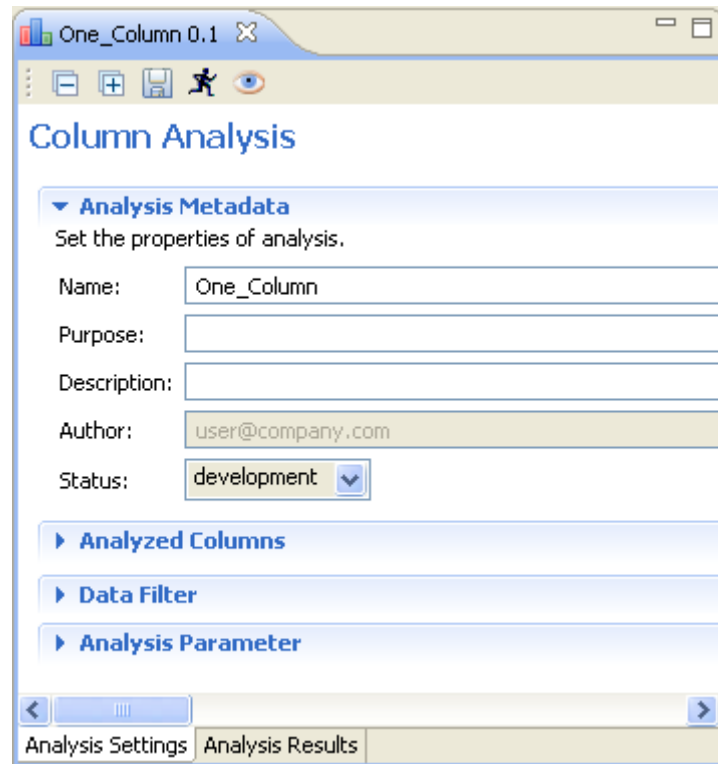 One_Column 0.1
Column Analysis
Analysis Metadata
Set the properties of analysis.
Name: One_Column
Purpose:
Description:
Author: user@company.com
Status: development
Analyzed Columns
Data Filter
Analysis Parameter
Analysis Settings Analysis Results